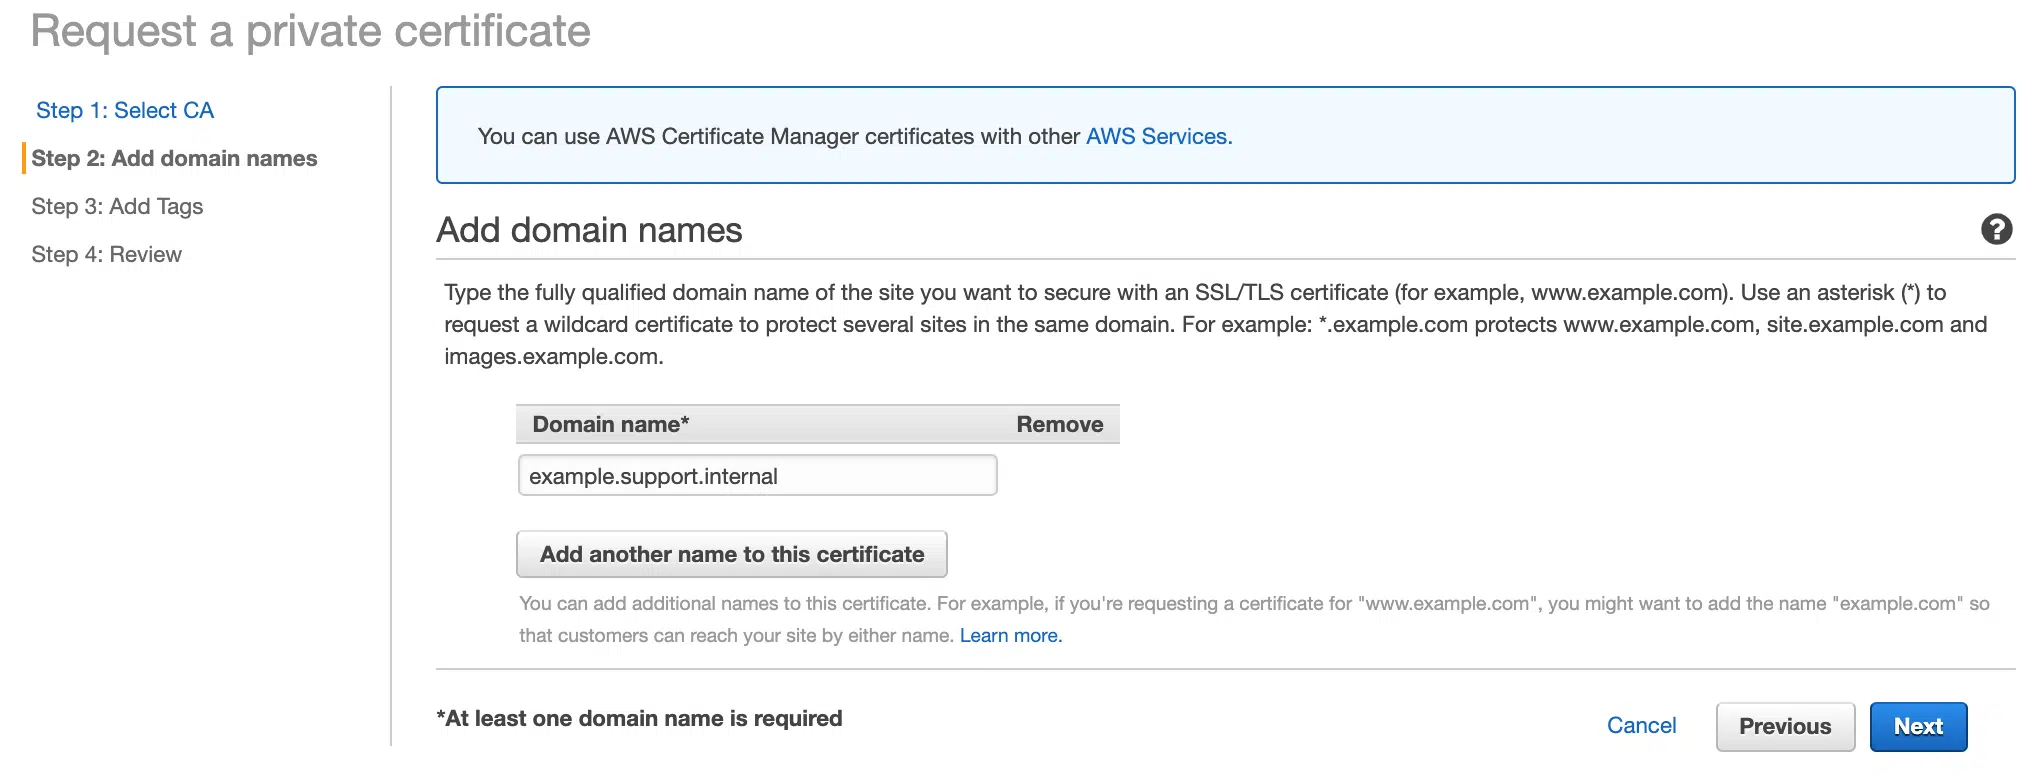 Request a private certificate
Step 1: Select CA
Step 2: Add domain names
Step 3: Add Tags
Step 4: Review
You can use AWS Certificate Manager certificates with other AWS Services.
Add domain names
?
Type the fully qualified domain name of the site you want to secure with an SSL/TLS certificate (for example, www.example.com). Use an asterisk (*) to
request a wildcard certificate to protect several sites in the same domain. For example: *.example.com protects www.example.com, site.example.com and
images.example.com.
Domain name* Remove
example.support.internal
Add another name to this certificate
You can add additional names to this certificate. For example, if you're requesting a certificate for "www.example.com", you might want to add the name "example.com" so
that customers can reach your site by either name. Learn more.
*At least one domain name is required
Cancel Previous Next